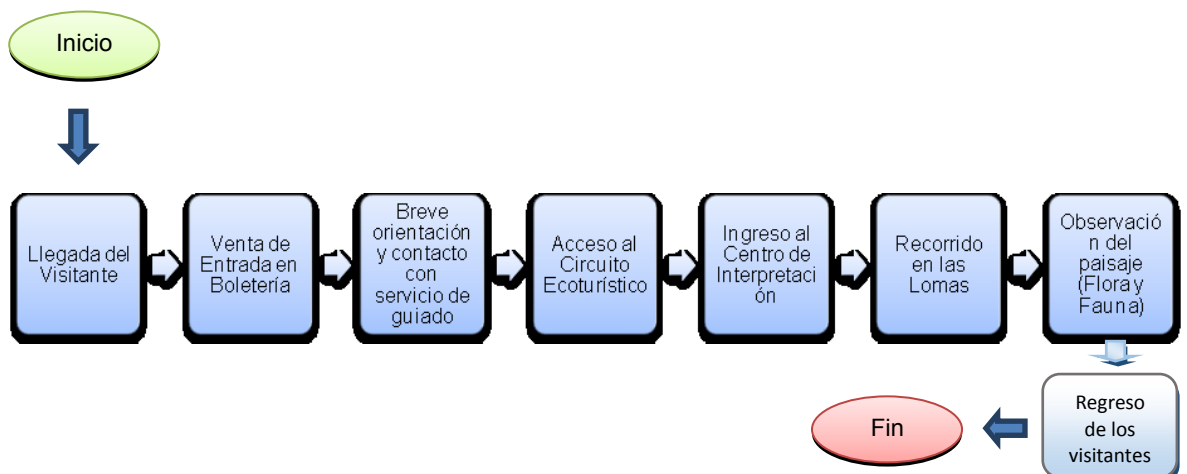 Inicio
Llegada del
Visitante
Venta de
Entrada en
Boletería
Breve
orientación
y contacto
con
servicio de
guiado
Acceso al
Circuito
Ecoturístico
Ingreso al
Centro de
Interpretaci
ón
Recorrido
en las
Lomas
Observació
n del
paisaje
(Flora y
Fauna)
Regreso
de los
visitantes
Fin